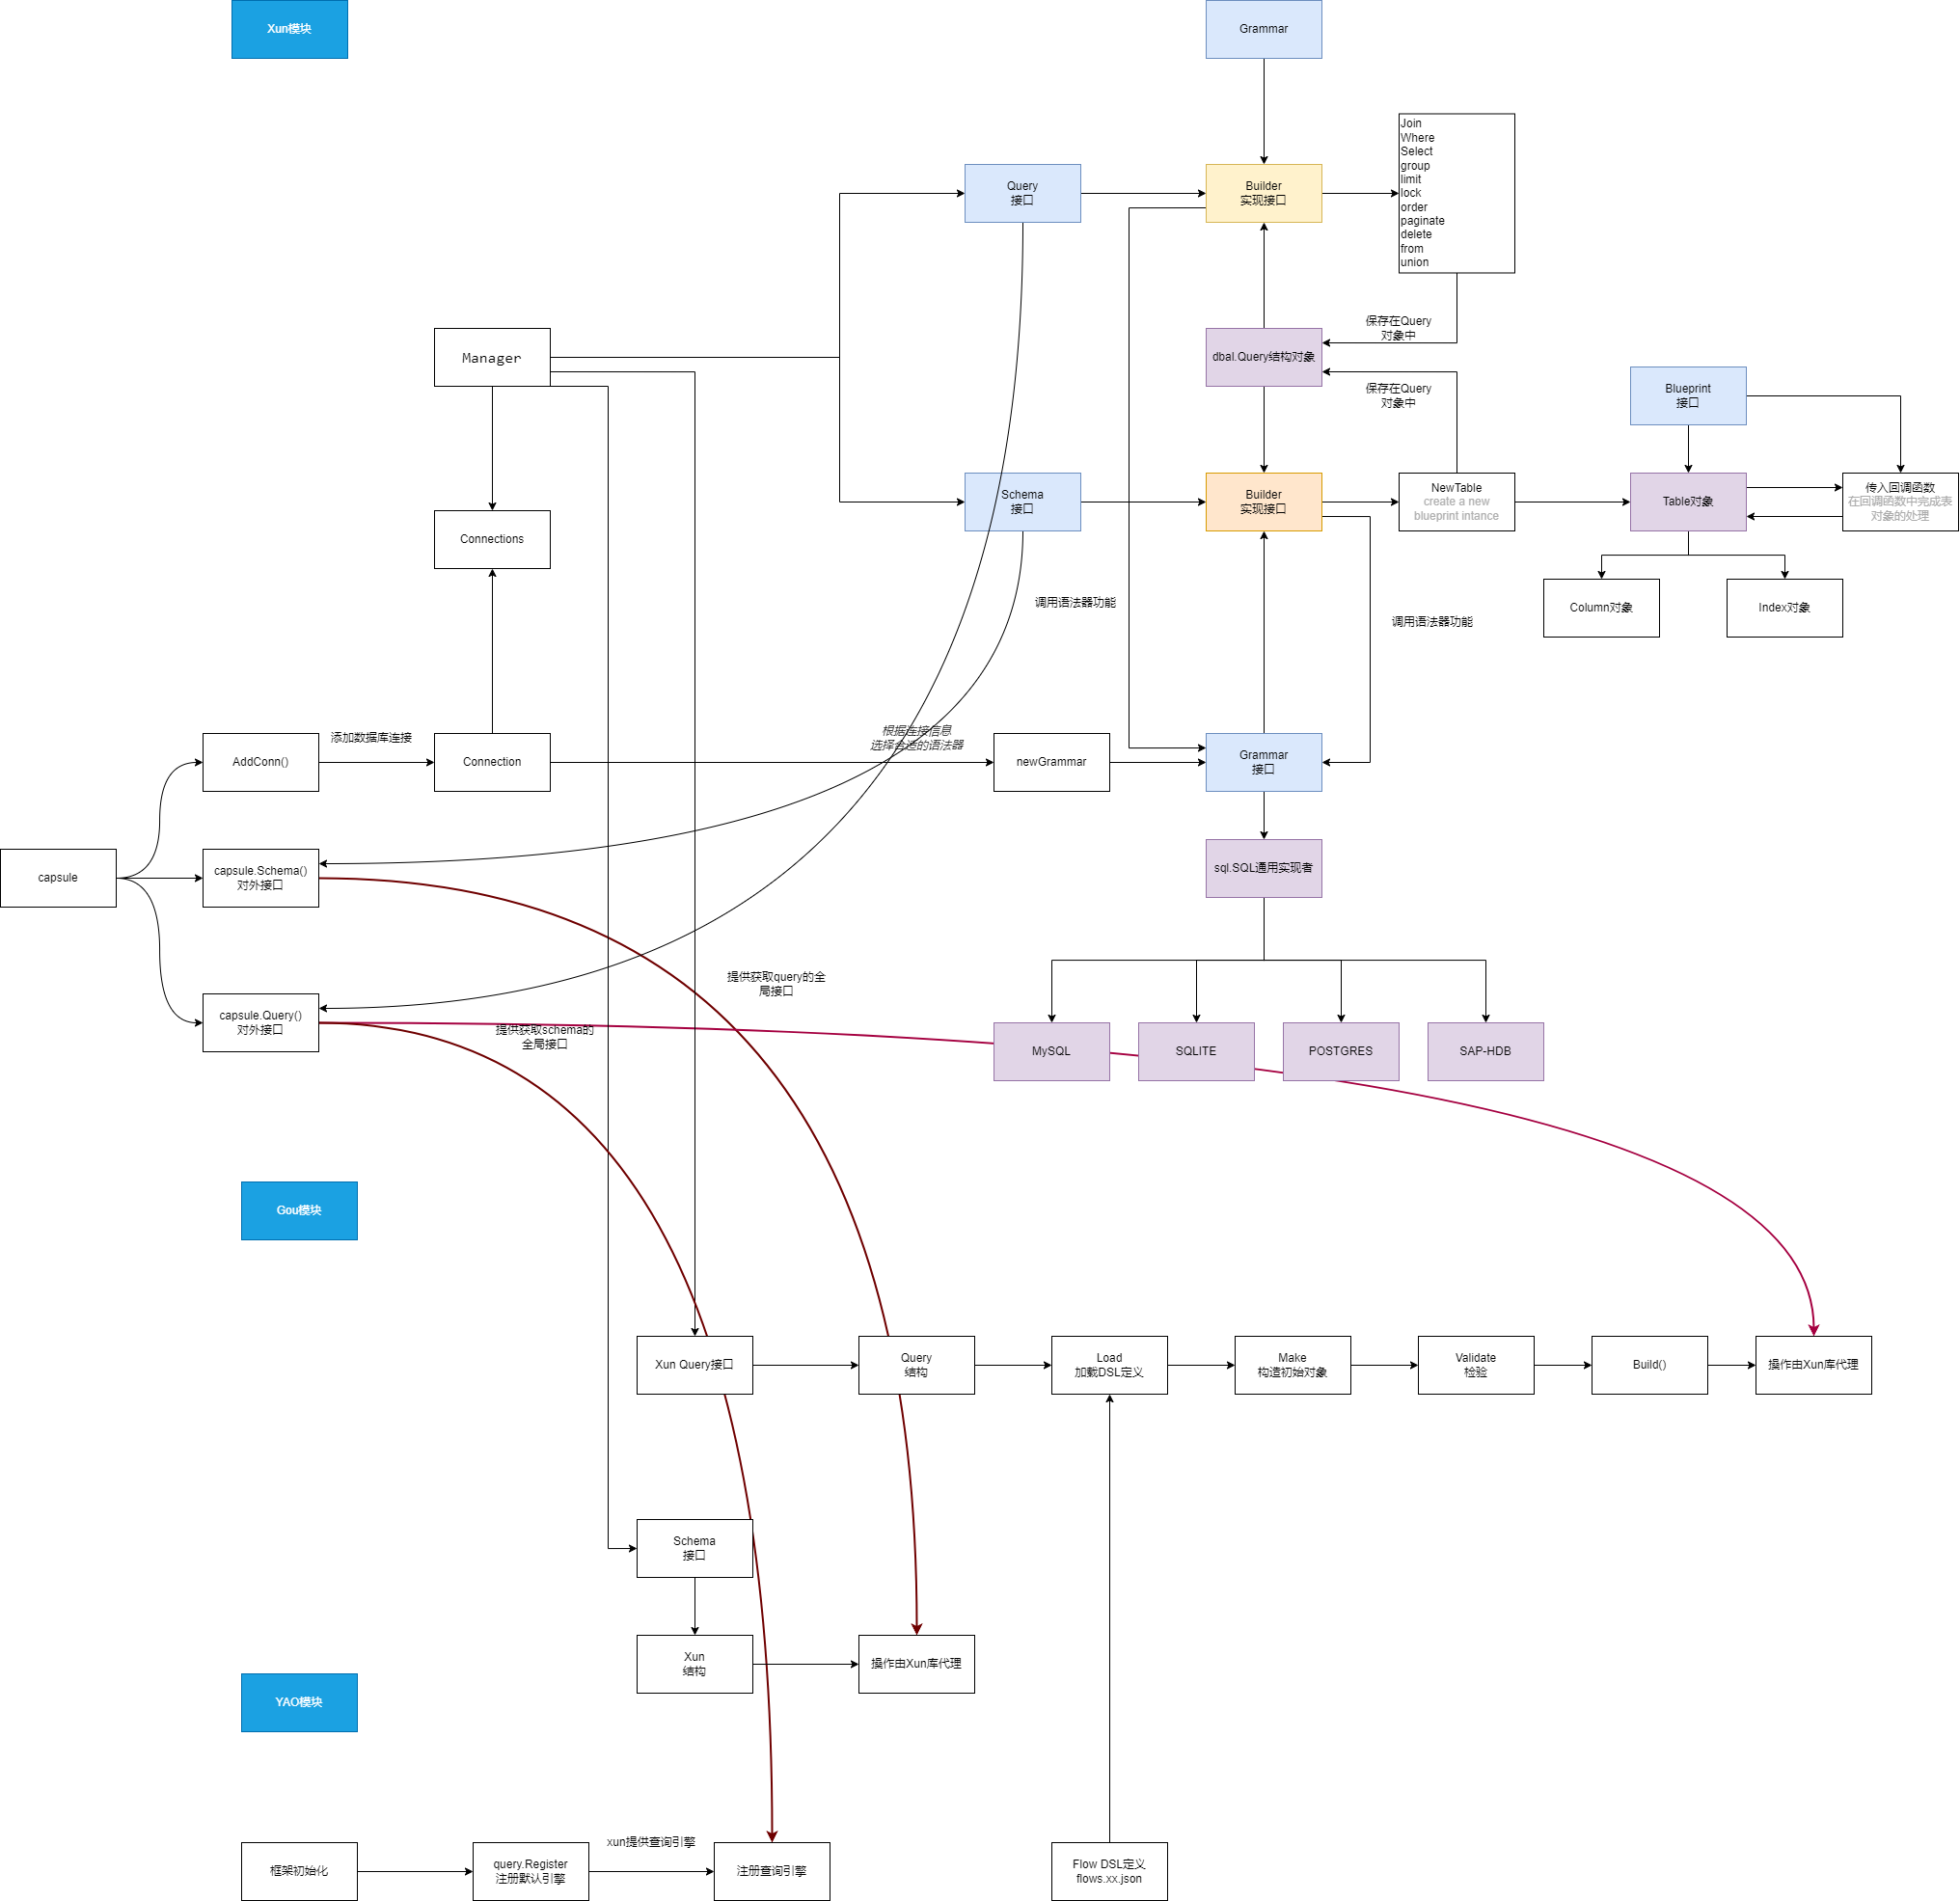 Xun模块
Grammar
Join
Where
Select
group
limit
lock
order
paginate
delete
from
union
Query
接口
Builder
实现接口
保存在Query
对象中
Manager
dbal.Query结构对象
保存在Query
对象中
Blueprint
接口
Schema
接口
Builder
实现接口
NewTable
create a new
blueprint intance
Table对象
传入回调函数
在回调函数中完成表
对象的处理
Connections
调用语法器功能
调用语法器功能
Column对象
Index对象
AddConn()
添加数据库连接
Connection
根据连接信息
选择合适的语法器
newGrammar
Grammar
接口
capsule
capsule.Schema()
对外接口
sql.SQL通用实现者
提供获取query的全
局接口
capsule.Query()
对外接口
提供获取schema的
全局接口
MySQL
SQLITE
POSTGRES
SAP-HDB
Gou模块
Xun Query接口
Query
结构
Load
加载DSL定义
Make
构造初始对象
Validate
检验
Build()
操作由Xun库代理
Schema
接口
Xun
结构
操作由Xun库代理
YAO模块
框架初始化
query.Register
注册默认引擎
xun提供查询引擎
注册查询引擎
Flow DSL定义
flows.xx.json